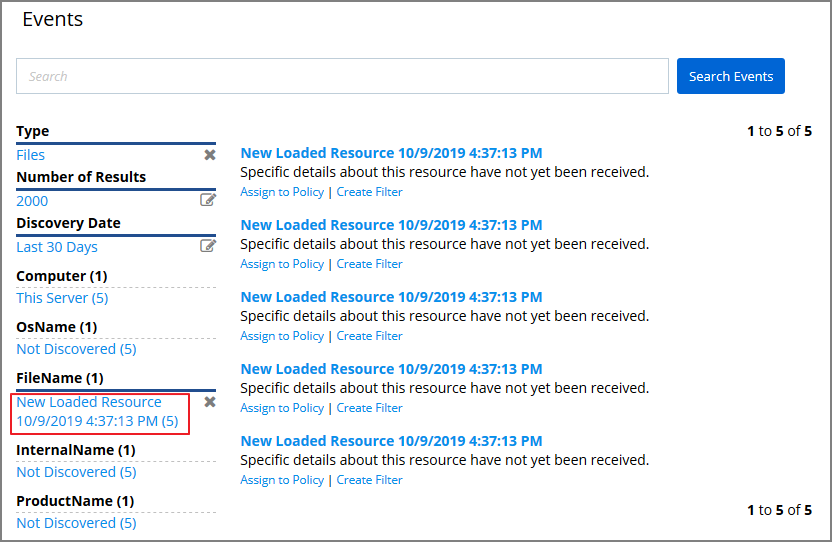 Events
Search
Search Events
1 to 5 of 5
Type
Files
Number of Results
2000
Discovery Date
Last 30 Days
Computer (1)
This Server (5)
OsName (1)
Not Discovered (5)
FileName (1)
New Loaded Resource
10/9/2019 4:37:13 PM (5)
InternalName (1)
Not Discovered (5)
ProductName (1)
Not Discovered (5)
New Loaded Resource 10/9/2019 4:37:13 PM
Specific details about this resource have not yet been received.
Assign to Policy | Create Filter
New Loaded Resource 10/9/2019 4:37:13 PM
Specific details about this resource have not yet been received.
Assign to Policy | Create Filter
New Loaded Resource 10/9/2019 4:37:13 PM
Specific details about this resource have not yet been received.
Assign to Policy | Create Filter
New Loaded Resource 10/9/2019 4:37:13 PM
Specific details about this resource have not yet been received.
Assign to Policy | Create Filter
New Loaded Resource 10/9/2019 4:37:13 PM
Specific details about this resource have not yet been received.
Assign to Policy | Create Filter
1 to 5 of 5